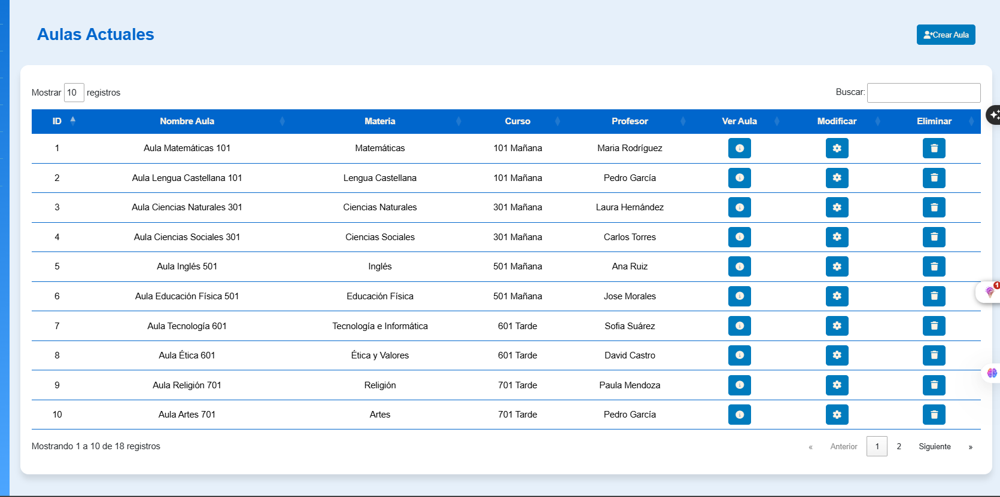 Aulas Actuales
Crear Aula
Mostrar 10 registros
Buscar:
ID Nombre Aula Materia Curso Profesor Ver Aula Modificar Eliminar
1 Aula Matemáticas 101 Matemáticas 101 Mañana Maria Rodríguez
2 Aula Lengua Castellana 101 Lengua Castellana 101 Mañana Pedro García
3 Aula Ciencias Naturales 301 Ciencias Naturales 301 Mañana Laura Hernández
4 Aula Ciencias Sociales 301 Ciencias Sociales 301 Mañana Carlos Torres
5 Aula Inglés 501 Inglés 501 Mañana Ana Ruiz
6 Aula Educación Física 501 Educación Física 501 Mañana Jose Morales
1
7 Aula Tecnología 601 Tecnología e Informática 601 Tarde Sofia Suárez
8 Aula Ética 601 Ética y Valores 601 Tarde David Castro
9 Aula Religión 701 Religión 701 Tarde Paula Mendoza
10 Aula Artes 701 Artes 701 Tarde Pedro García
Mostrando 1 a 10 de 18 registros
« Anterior 1 2 Siguiente »